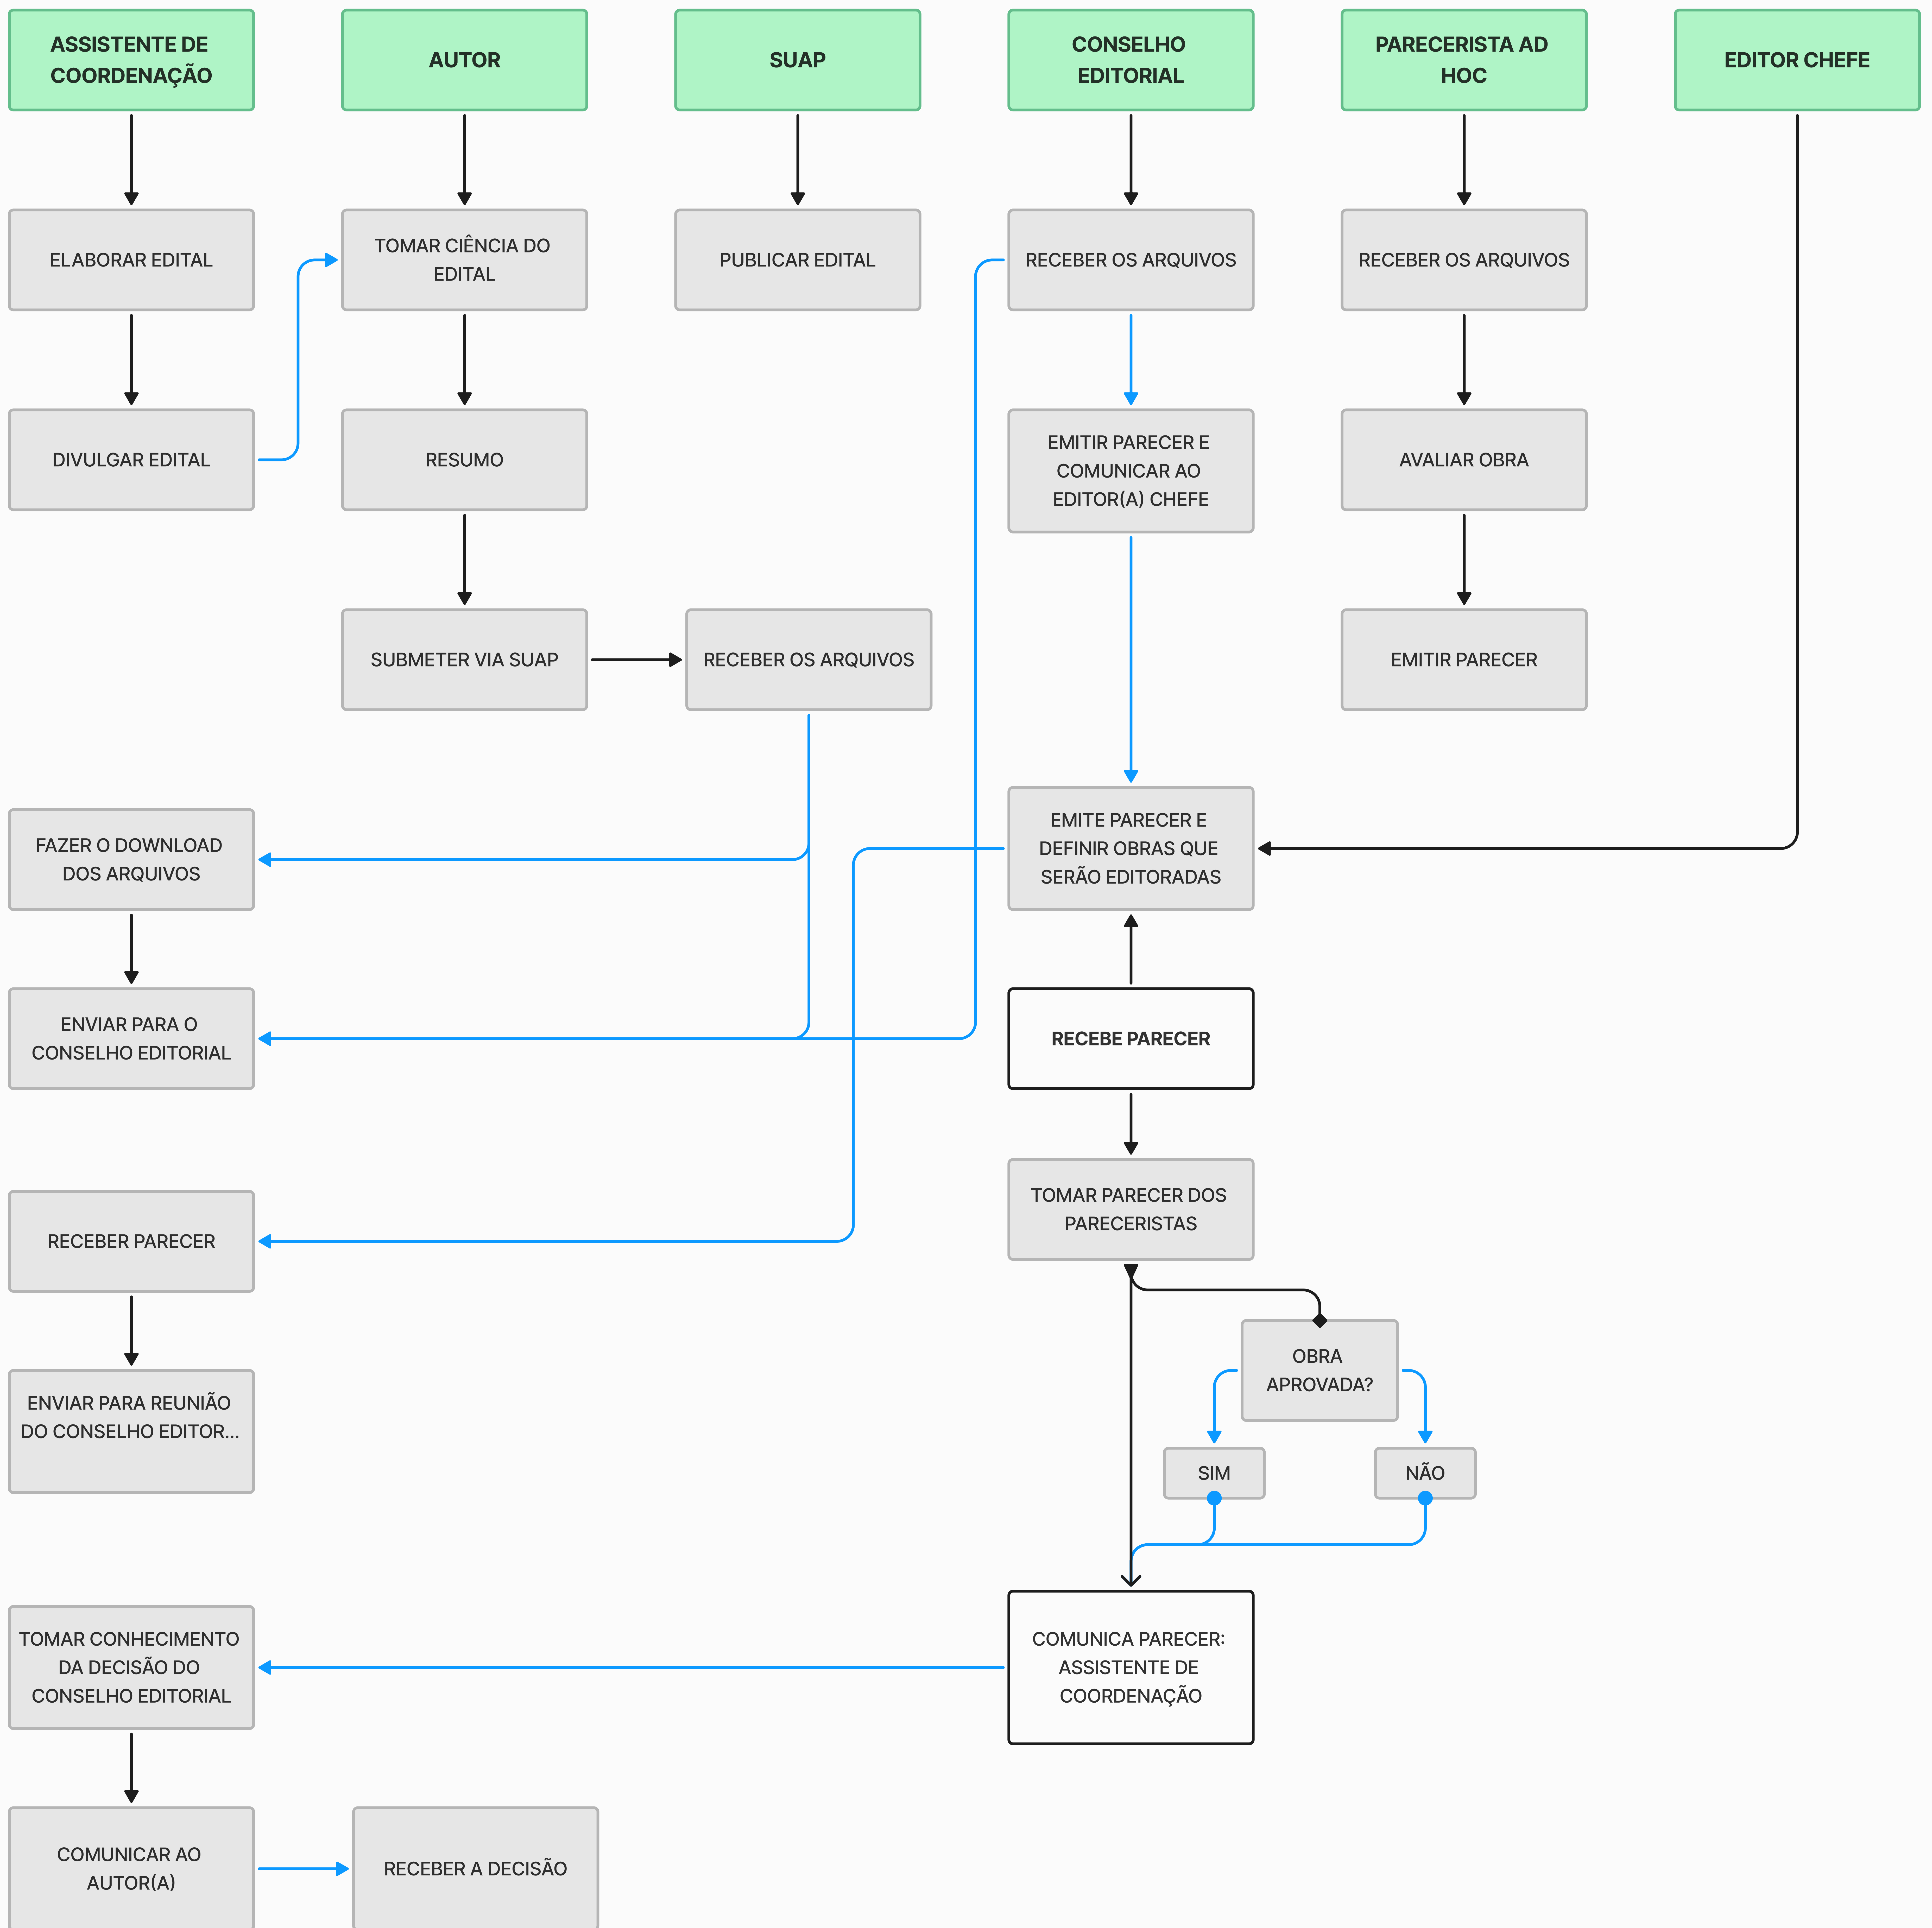 ASSISTENTE DE
COORDENAÇÃO
AUTOR
SUAP
CONSELHO
EDITORIAL
PARECERISTA AD
HOC
EDITOR CHEFE
ELABORAR EDITAL
TOMAR CIÊNCIA DO
EDITAL
PUBLICAR EDITAL
RECEBER OS ARQUIVOS
RECEBER OS ARQUIVOS
DIVULGAR EDITAL
RESUMO
EMITIR PARECER E
COMUNICAR AO
EDITOR(A) CHEFE
AVALIAR OBRA
SUBMETER VIA SUAP
RECEBER OS ARQUIVOS
EMITIR PARECER
FAZER O DOWNLOAD
DOS ARQUIVOS
EMITE PARECER E
DEFINIR OBRAS QUE
SERÃO EDITORADAS
ENVIAR PARA O
CONSELHO EDITORIAL
RECEBE PARECER
RECEBER PARECER
TOMAR PARECER DOS
PARECERISTAS
ENVIAR PARA REUNIÃO
DO CONSELHO EDITOR...
OBRA
APROVADA?
SIM
NÃO
TOMAR CONHECIMENTO
DA DECISÃO DO
CONSELHO EDITORIAL
COMUNICA PARECER:
ASSISTENTE DE
COORDENAÇÃO
COMUNICAR AO
AUTOR(A)
RECEBER A DECISÃO